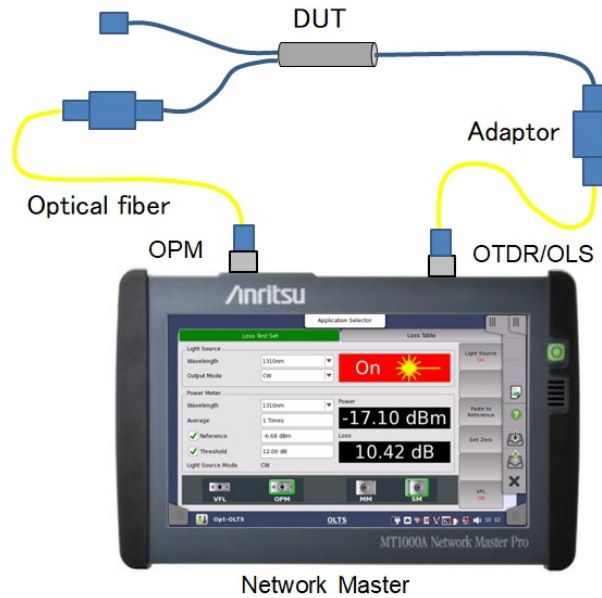 DUT
Adaptor
Optical fiber
OPM
OTDR/OLS
Anritsu
Application Selector
Loss Test Set
Loss Table
Light Source
Wavelength
1310nm
Output Mode
CW
On
Light Source
On
Power Meter
Wavelength
1310nm
Average
1 Times
Reference
-6.68 dBm
Threshold
12.00 dB
Light Source Mode
CW
Power
-17.10 dBm
Loss
10.42 dB
Paste to
Reference
Set Zero
VFL
Off
VFL
OPM
MM
SM
Opt-OLTS
OLTS
MT1000A Network Master Pro
Network Master